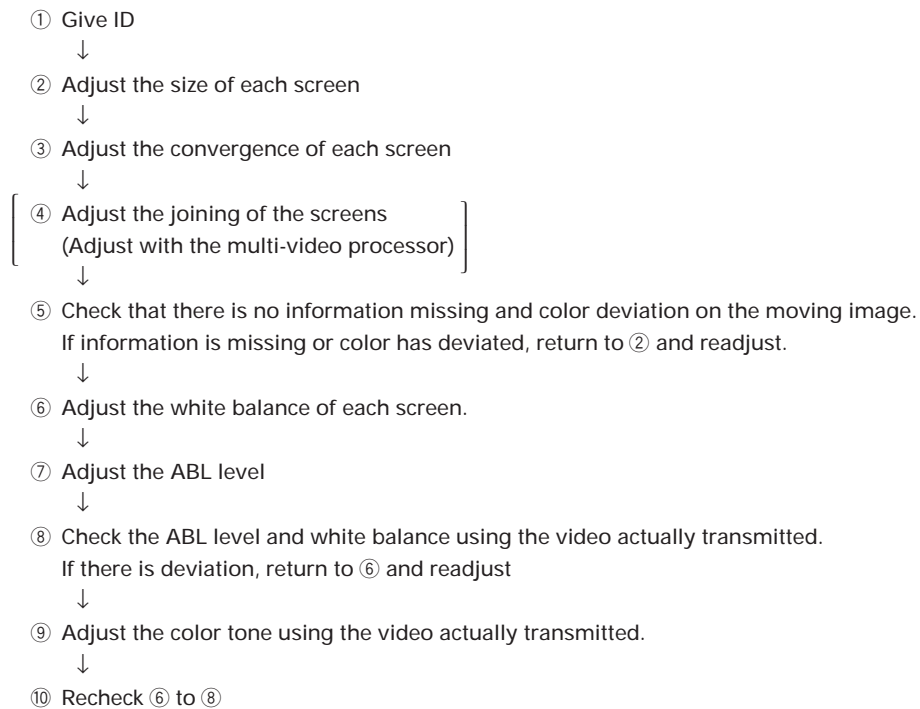 ① Give ID
↓
② Adjust the size of each screen
↓
③ Adjust the convergence of each screen
↓
④ Adjust the joining of the screens
(Adjust with the multi-video processor)
↓
⑤ Check that there is no information missing and color deviation on the moving image.
If information is missing or color has deviated, return to ② and readjust.
↓
⑥ Adjust the white balance of each screen.
↓
⑦ Adjust the ABL level
↓
⑧ Check the ABL level and white balance using the video actually transmitted.
If there is deviation, return to ⑥ and readjust
↓
⑨ Adjust the color tone using the video actually transmitted.
↓
⑩ Recheck ⑥ to ⑧